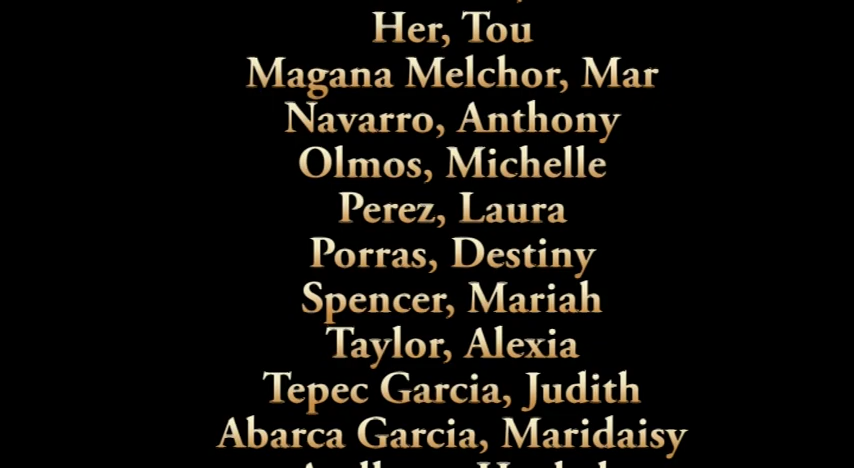 Her, Tou
Magana Melchor, Mar
Navarro, Anthony
Olmos, Michelle
Perez, Laura
Porras, Destiny
Spencer, Mariah
Taylor, Alexia
Tepec Garcia, Judith
Abarca Garcia, Maridaisy